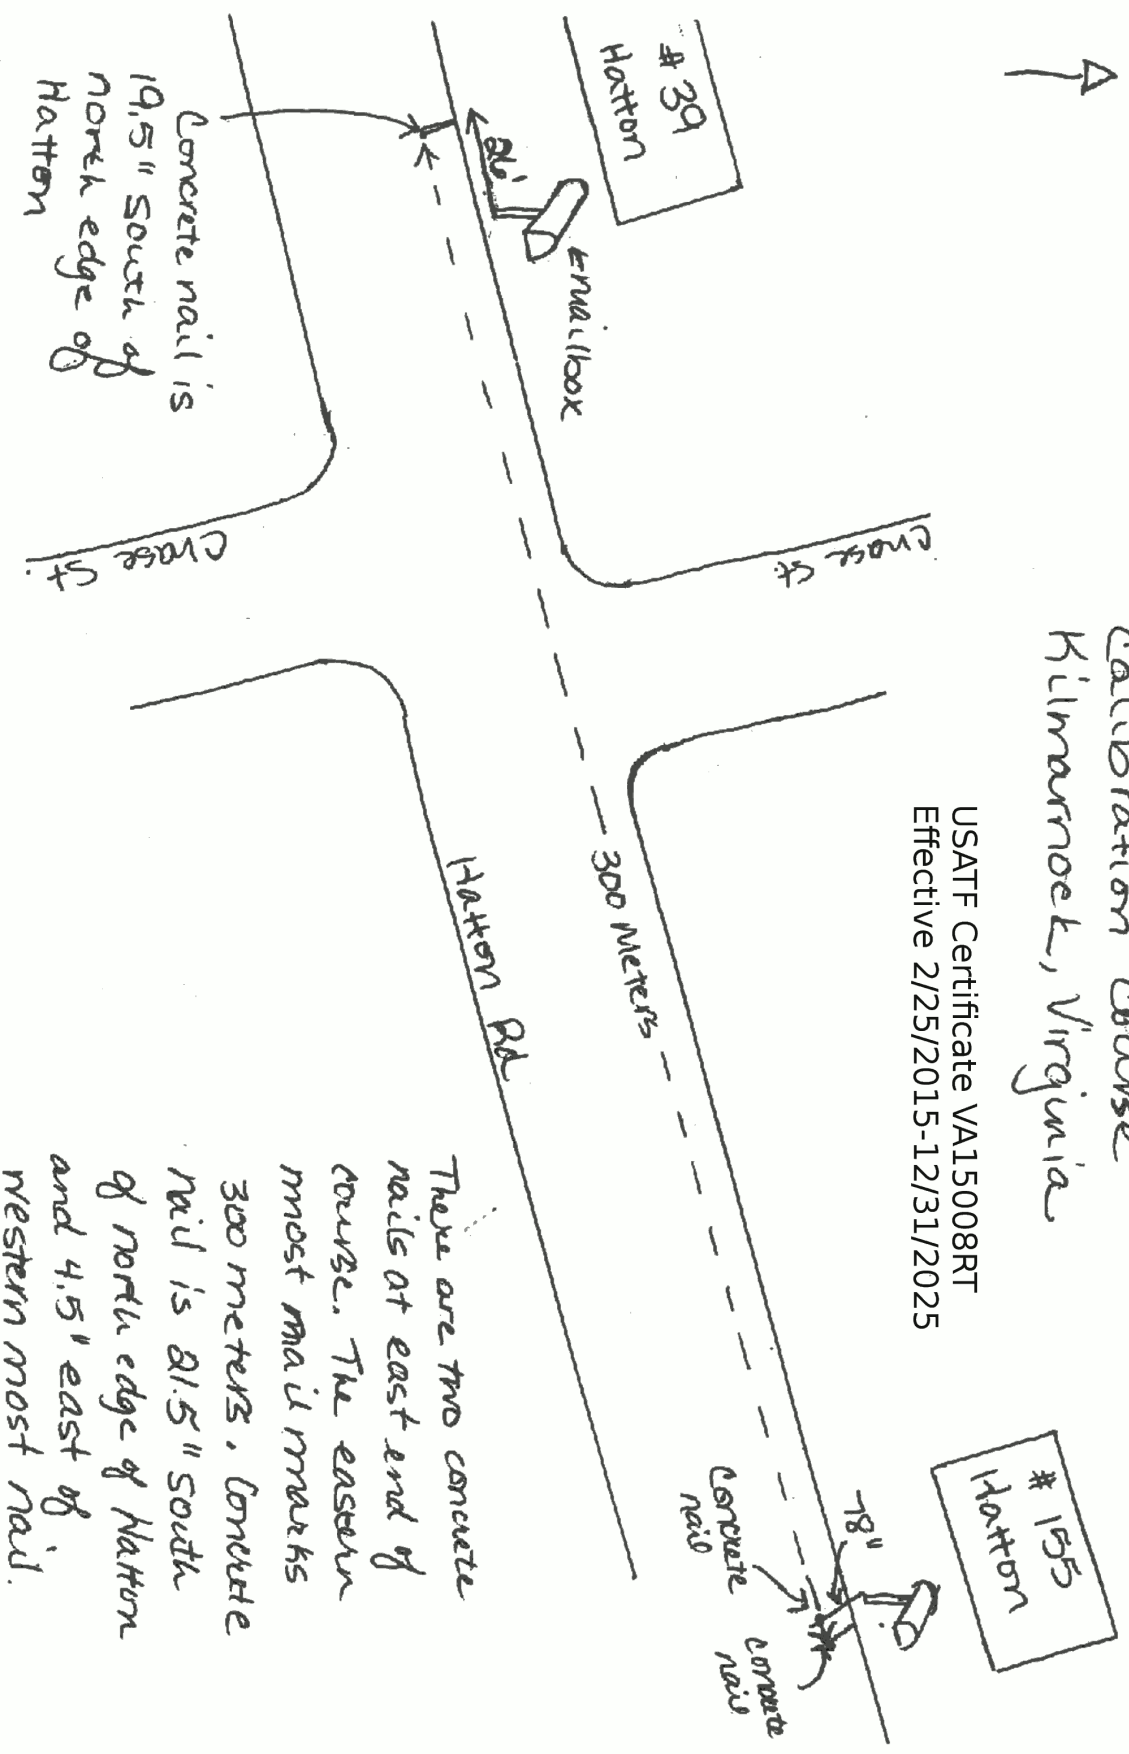 Calibration Course
Kilmarnock, Virginia
USATF Certificate VA15008RT
Effective 2/25/2015-12/31/2025
#39
Hatton
#155
Hatton
26'
mailbox
Chase St.
Chase St.
300 Meters
78"
Concrete
nail
concrete
nail
Hatton Rd
Concrete nail is
19.5" south of
north edge of
Hatton
There are two concrete
nails at east end of
course. The eastern
most nail marks
300 meters. Concrete
nail is 21.5" south
of north edge of Hatton
and 4.5" east of
western most nail.